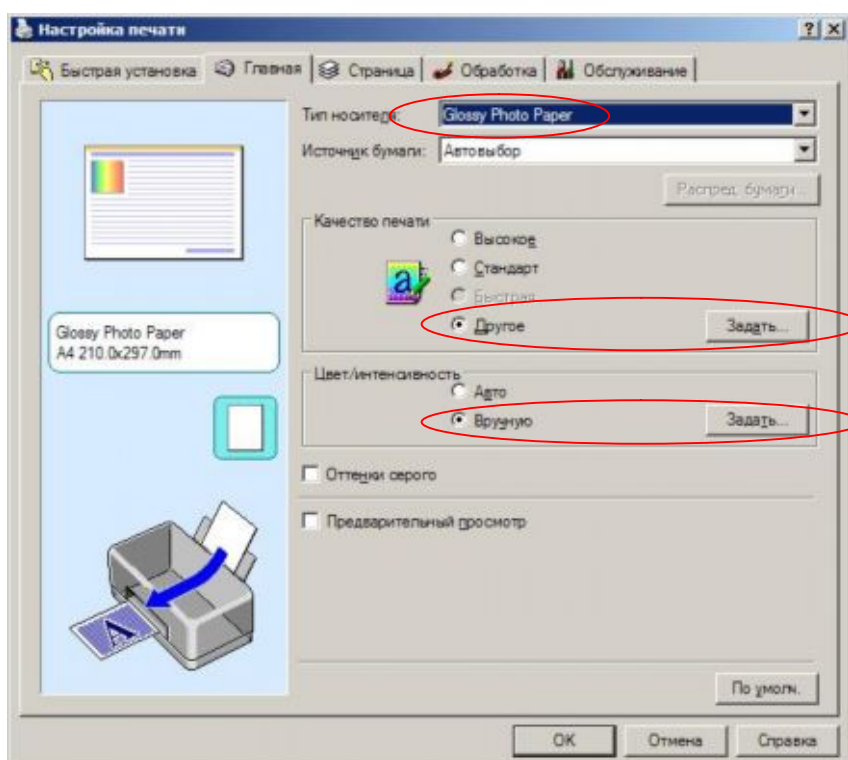 Настройка печати
Быстрая установка Главная Страница Обработка Обслуживание
Тип носителя: Glossy Photo Paper
Источник бумаги: Автовыбор
Распред. бумаги...
Качество печати
Высокое
Стандарт
Быстрая
Другое Задать...
Glossy Photo Paper
A4 210.0x297.0mm
Цвет/интенсивность
Авто
Вручную Задать...
Оттенки серого
Предварительный просмотр
По умолч.
OK Отмена Справка